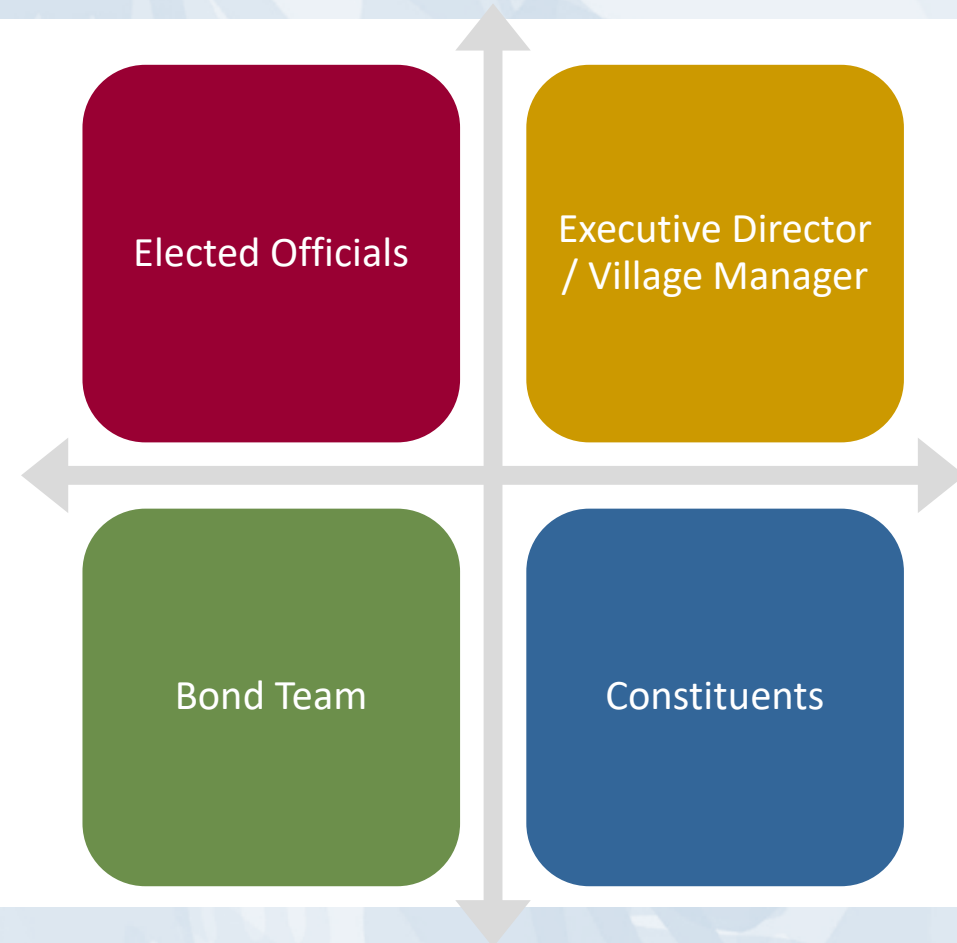 Elected Officials
Executive Director
/ Village Manager
Bond Team
Constituents